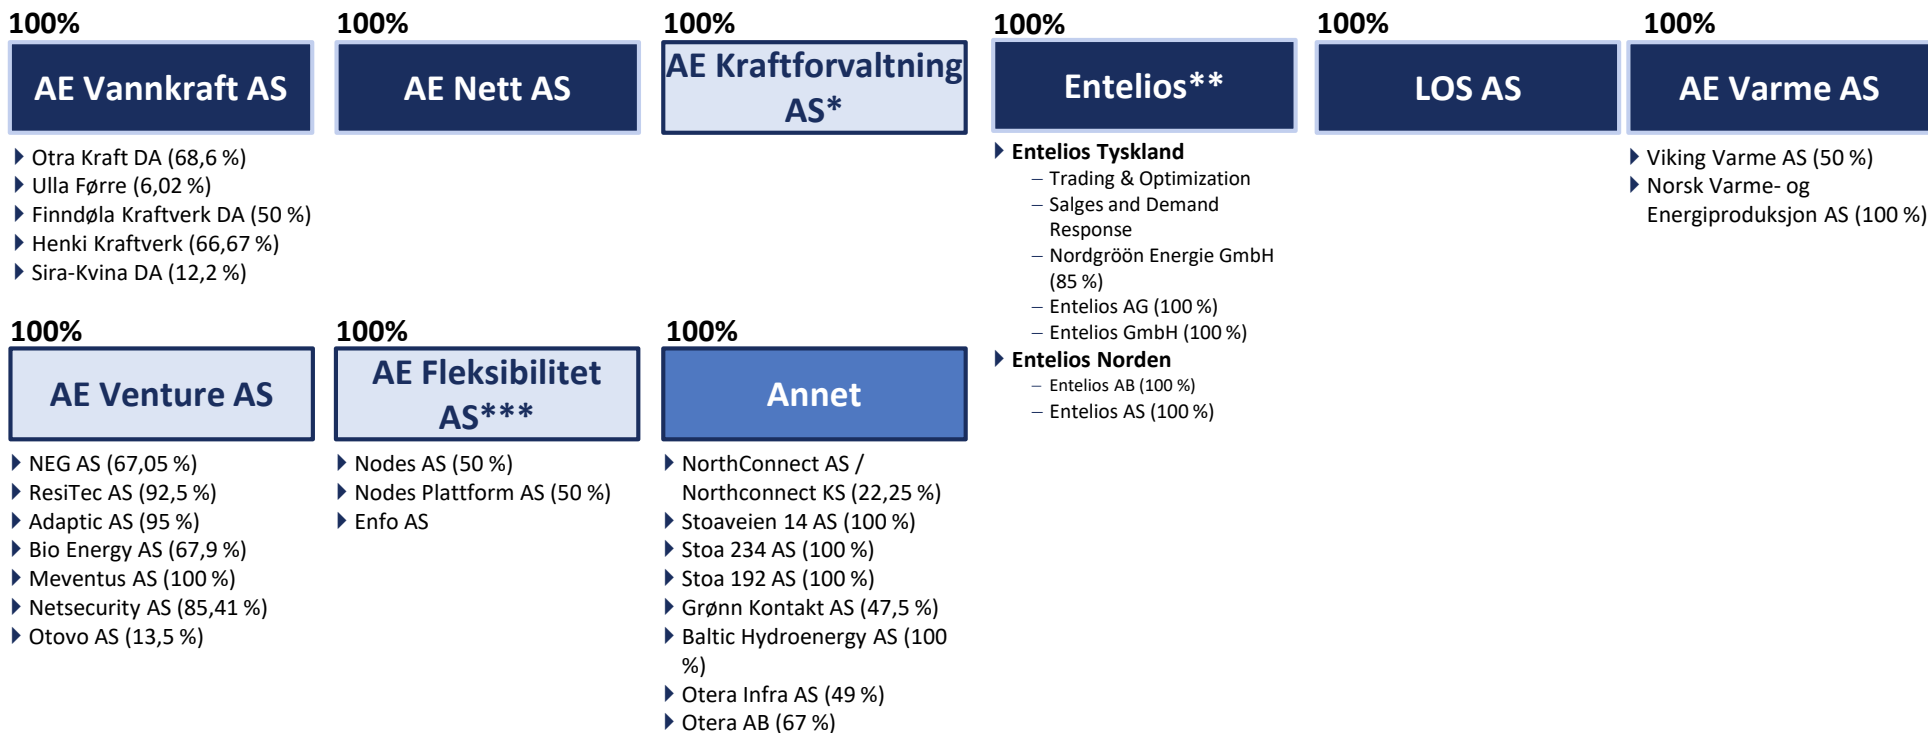 100%
AE Vannkraft AS
Otra Kraft DA (68,6 %)
Ulla Førre (6,02 %)
Finndøla Kraftverk DA (50 %)
Henki Kraftverk (66,67 %)
Sira-Kvina DA (12,2 %)
100%
AE Nett AS
100%
AE Kraftforvaltning
AS*
100%
Entelios**
Entelios Tyskland
– Trading & Optimization
– Salges and Demand
Response
– Nordgröön Energie GmbH
(85 %)
– Entelios AG (100 %)
– Entelios GmbH (100 %)
Entelios Norden
– Entelios AB (100 %)
– Entelios AS (100 %)
100%
LOS AS
100%
AE Varme AS
Viking Varme AS (50 %)
Norsk Varme- og
Energiproduksjon AS (100 %)
100%
AE Venture AS
NEG AS (67,05 %)
ResiTec AS (92,5 %)
Adaptic AS (95 %)
Bio Energy AS (67,9 %)
Meventus AS (100 %)
Netsecurity AS (85,41 %)
Otovo AS (13,5 %)
100%
AE Fleksibilitet
AS***
Nodes AS (50 %)
Nodes Plattform AS (50 %)
Enfo AS
100%
Annet
NorthConnect AS /
Northconnect KS (22,25 %)
Stoaveien 14 AS (100 %)
Stoa 234 AS (100 %)
Stoa 192 AS (100 %)
Grønn Kontakt AS (47,5 %)
Baltic Hydroenergy AS (100
%)
Otera Infra AS (49 %)
Otera AB (67 %)